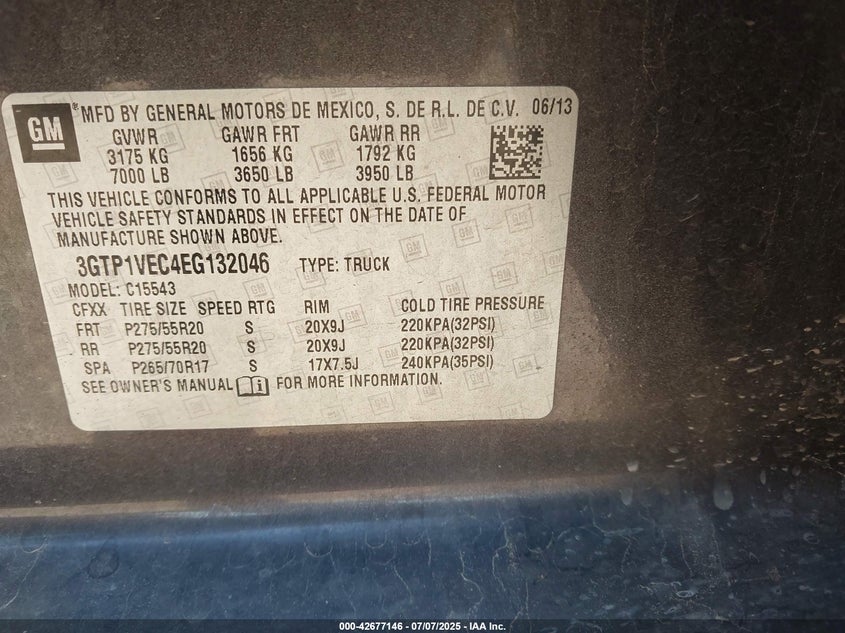 GM® MFD BY GENERAL MOTORS DE MEXICO, S. DE R.L. DE C.V. 06/13
GVWR GAWR FRT GAWR RR
3175 KG 1656 KG 1792 KG
7000 LB 3650 LB 3950 LB
THIS VEHICLE CONFORMS TO ALL APPLICABLE U.S. FEDERAL MOTOR
VEHICLE SAFETY STANDARDS IN EFFECT ON THE DATE OF
MANUFACTURE SHOWN ABOVE.
3GTP1VEC4EG132046 TYPE: TRUCK
MODEL: C15543
CFXX TIRE SIZE SPEED RTG RIM COLD TIRE PRESSURE
FRT P275/55R20 S 20X9J 220KPA(32PSI)
RR P275/55R20 S 20X9J 220KPA(32PSI)
SPA P265/70R17 S 17X7.5J 240KPA(35PSI)
SEE OWNER'S MANUAL FOR MORE INFORMATION.
000-42677146 - 07/07/2025 - IAA Inc.